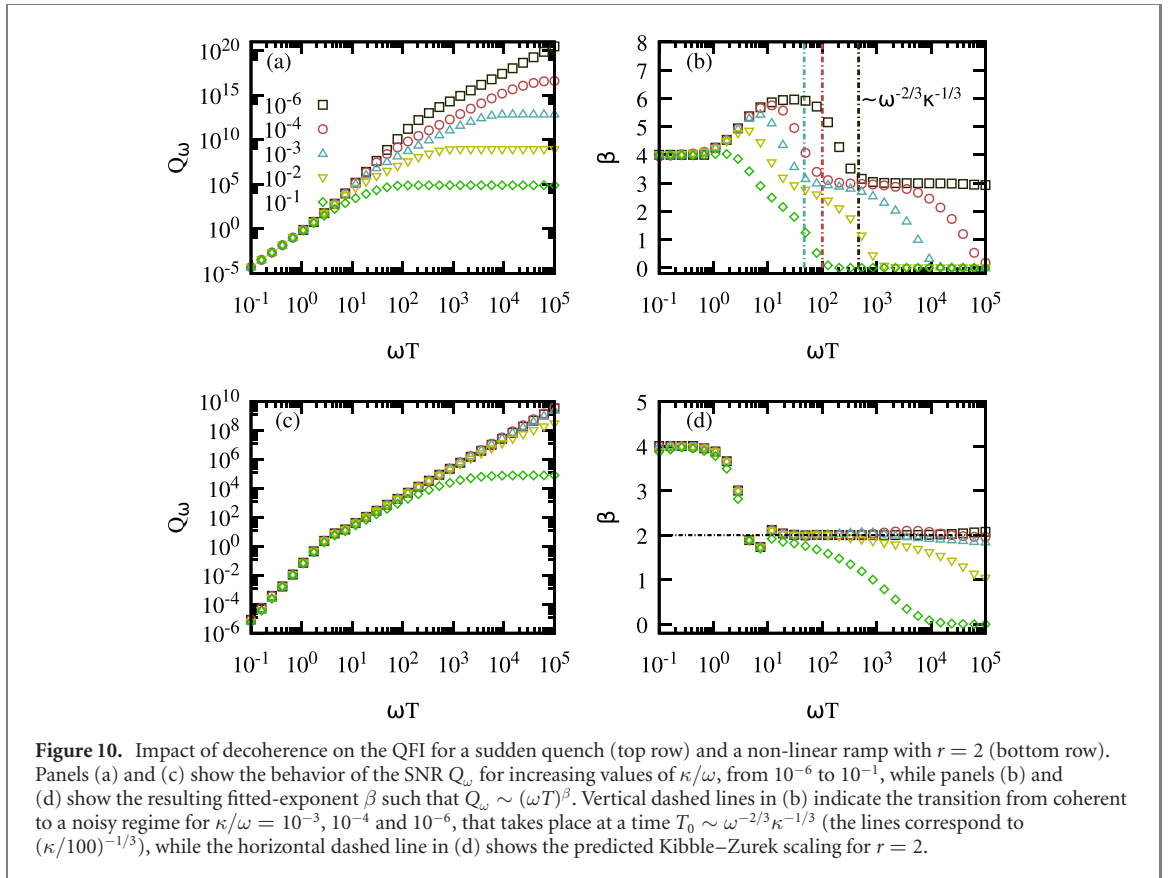 (a)
10^20
10^15
10^10
10^5
10^0
10^-5
Qω
10^-6
10^-4
10^-3
10^-2
10^-1
10^-1 10^0 10^1 10^2 10^3 10^4 10^5
ωT
(b)
~ω^-2/3κ^-1/3
8
7
6
5
4
3
2
1
0
β
10^-1 10^0 10^1 10^2 10^3 10^4 10^5
ωT
(c)
10^10
10^8
10^6
10^4
10^2
10^0
10^-2
10^-4
10^-6
Qω
10^-1 10^0 10^1 10^2 10^3 10^4 10^5
ωT
(d)
5
4
3
2
1
0
β
10^-1 10^0 10^1 10^2 10^3 10^4 10^5
ωT
Figure 10. Impact of decoherence on the QFI for a sudden quench (top row) and a non-linear ramp with r = 2 (bottom row).
Panels (a) and (c) show the behavior of the SNR Qω for increasing values of κ/ω, from 10^−6 to 10^−1, while panels (b) and
(d) show the resulting fitted-exponent β such that Qω ∼ (ωT)^β. Vertical dashed lines in (b) indicate the transition from coherent
to a noisy regime for κ/ω = 10^−3, 10^−4 and 10^−6, that takes place at a time T0 ∼ ω^−2/3κ^−1/3 (the lines correspond to
(κ/100)^−1/3), while the horizontal dashed line in (d) shows the predicted Kibble–Zurek scaling for r = 2.